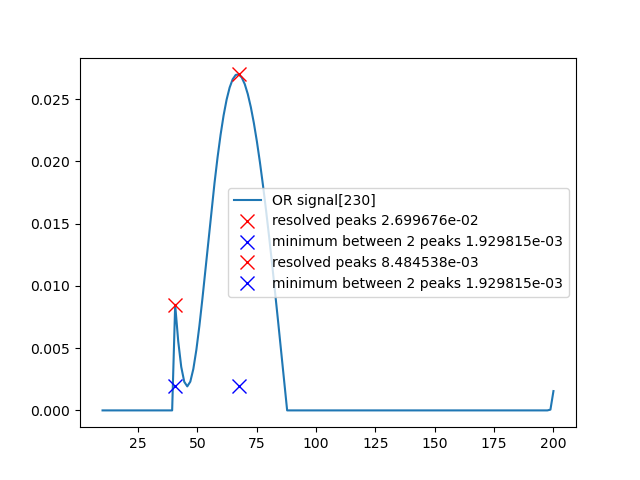 0.025
0.020
0.015
0.010
0.005
0.000
OR signal[230]
resolved peaks 2.699676e-02
minimum between 2 peaks 1.929815e-03
resolved peaks 8.484538e-03
minimum between 2 peaks 1.929815e-03
25 50 75 100 125 150 175 200